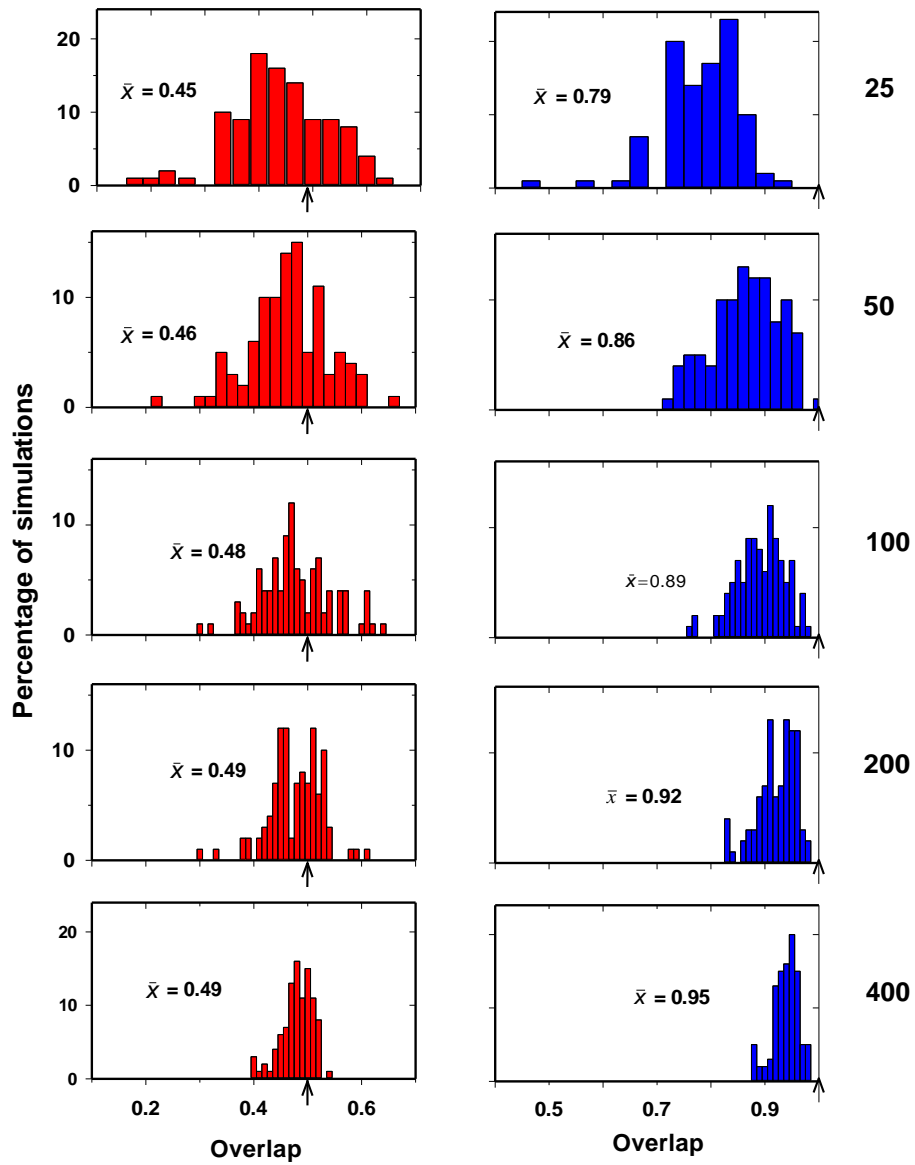 20
10
0
x̄ = 0.45
x̄ = 0.79
25
10
0
x̄ = 0.46
x̄ = 0.86
50
Percentage of simulations
10
0
x̄ = 0.48
x̄ = 0.89
100
10
0
x̄ = 0.49
x̄ = 0.92
200
20
10
0
x̄ = 0.49
x̄ = 0.95
400
0.2 0.4 0.6
0.5 0.7 0.9
Overlap
Overlap